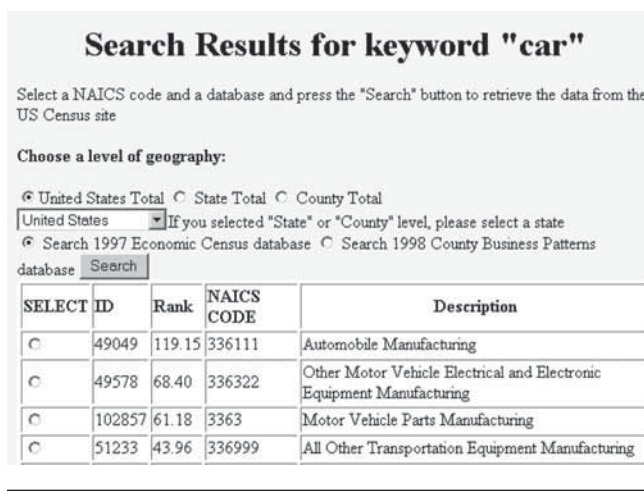 Search Results for keyword "car"
Select a NAICS code and a database and press the "Search" button to retrieve the data from the
US Census site
Choose a level of geography:
United States Total State Total County Total
United States If you selected "State" or "County" level, please select a state
Search 1997 Economic Census database Search 1998 County Business Patterns
database Search
SELECT ID Rank NAICS CODE Description
49049 119.15 336111 Automobile Manufacturing
49578 68.40 336322 Other Motor Vehicle Electrical and Electronic
Equipment Manufacturing
102857 61.18 3363 Motor Vehicle Parts Manufacturing
51233 43.96 336999 All Other Transportation Equipment Manufacturing